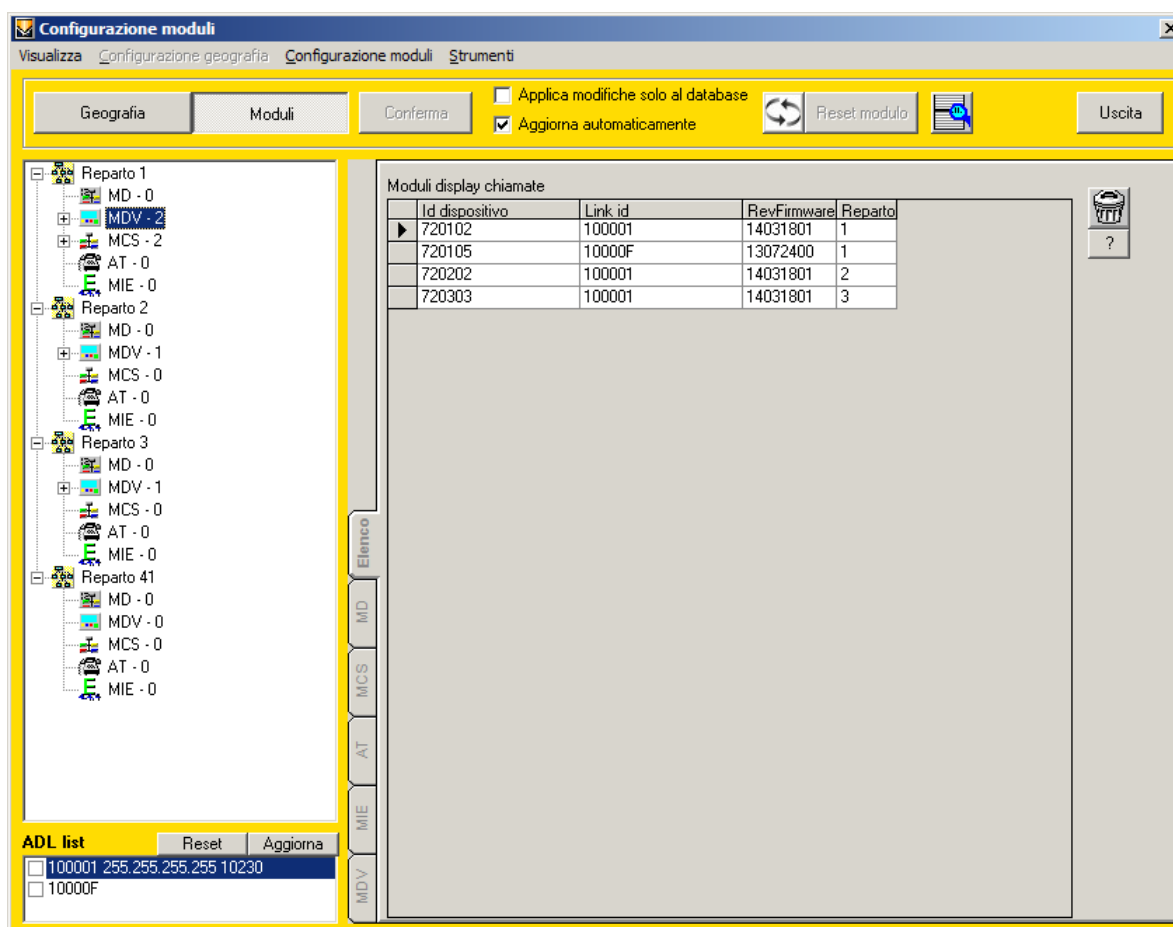 Configurazione moduli
Visualizza Configurazione geografia Configurazione moduli Strumenti
Geografia Moduli Conferma
Applica modifiche solo al database
Aggiorna automaticamente
Reset modulo
Uscita
Reparto 1
MD - 0
MDV - 2
MCS - 2
AT - 0
MIE - 0
Reparto 2
MD - 0
MDV - 1
MCS - 0
AT - 0
MIE - 0
Reparto 3
MD - 0
MDV - 1
MCS - 0
AT - 0
MIE - 0
Reparto 41
MD - 0
MDV - 0
MCS - 0
AT - 0
MIE - 0
ADL list Reset Aggiorna
100001 255.255.255.255 10230
10000F
Elenco
MD
MCS
AT
MIE
MDV
Moduli display chiamate
Id dispositivo Link id RevFirmware Reparto
720102 100001 14031801 1
720105 10000F 13072400 1
720202 100001 14031801 2
720303 100001 14031801 3
?